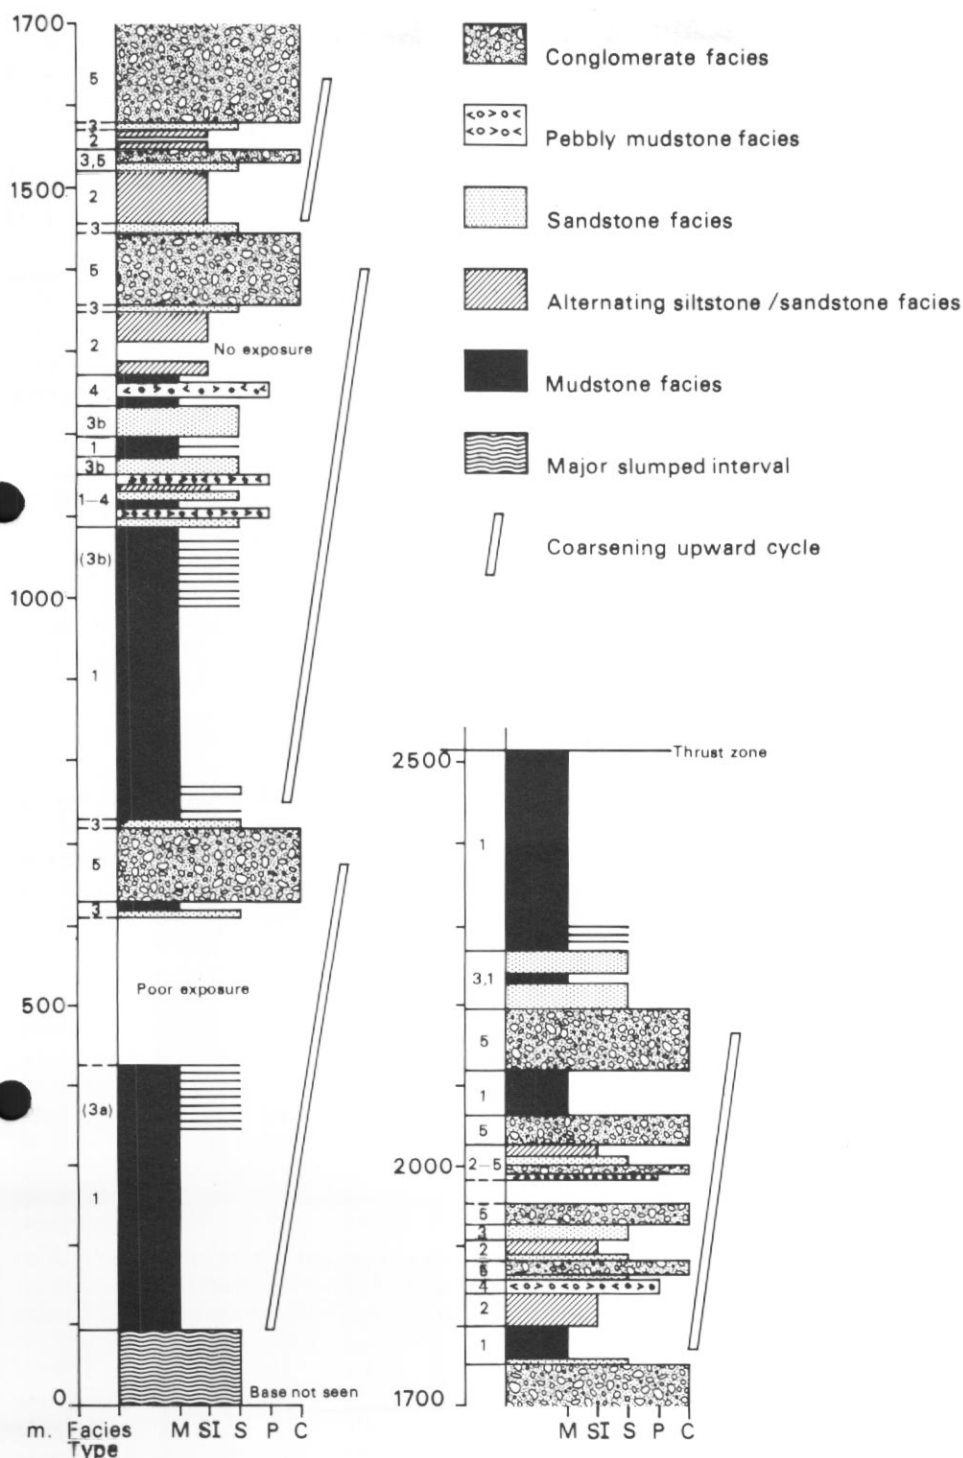 1700
Conglomerate facies
5
3
2
Pebbly mudstone facies
3,5
1500
2
Sandstone facies
3
5
Alternating siltstone/sandstone facies
3
2
No exposure
Mudstone facies
4
3b
1
Major slumped interval
3b
1–4
Coarsening upward cycle
(3b)
1000
1
3
5
3
Poor exposure
500
(3a)
1
0
Base not seen
m. Facies Type M SI S P C
2500
Thrust zone
1
3,1
5
1
5
2000
2–5
5
3
2
4
2
1
1700
M SI S P C